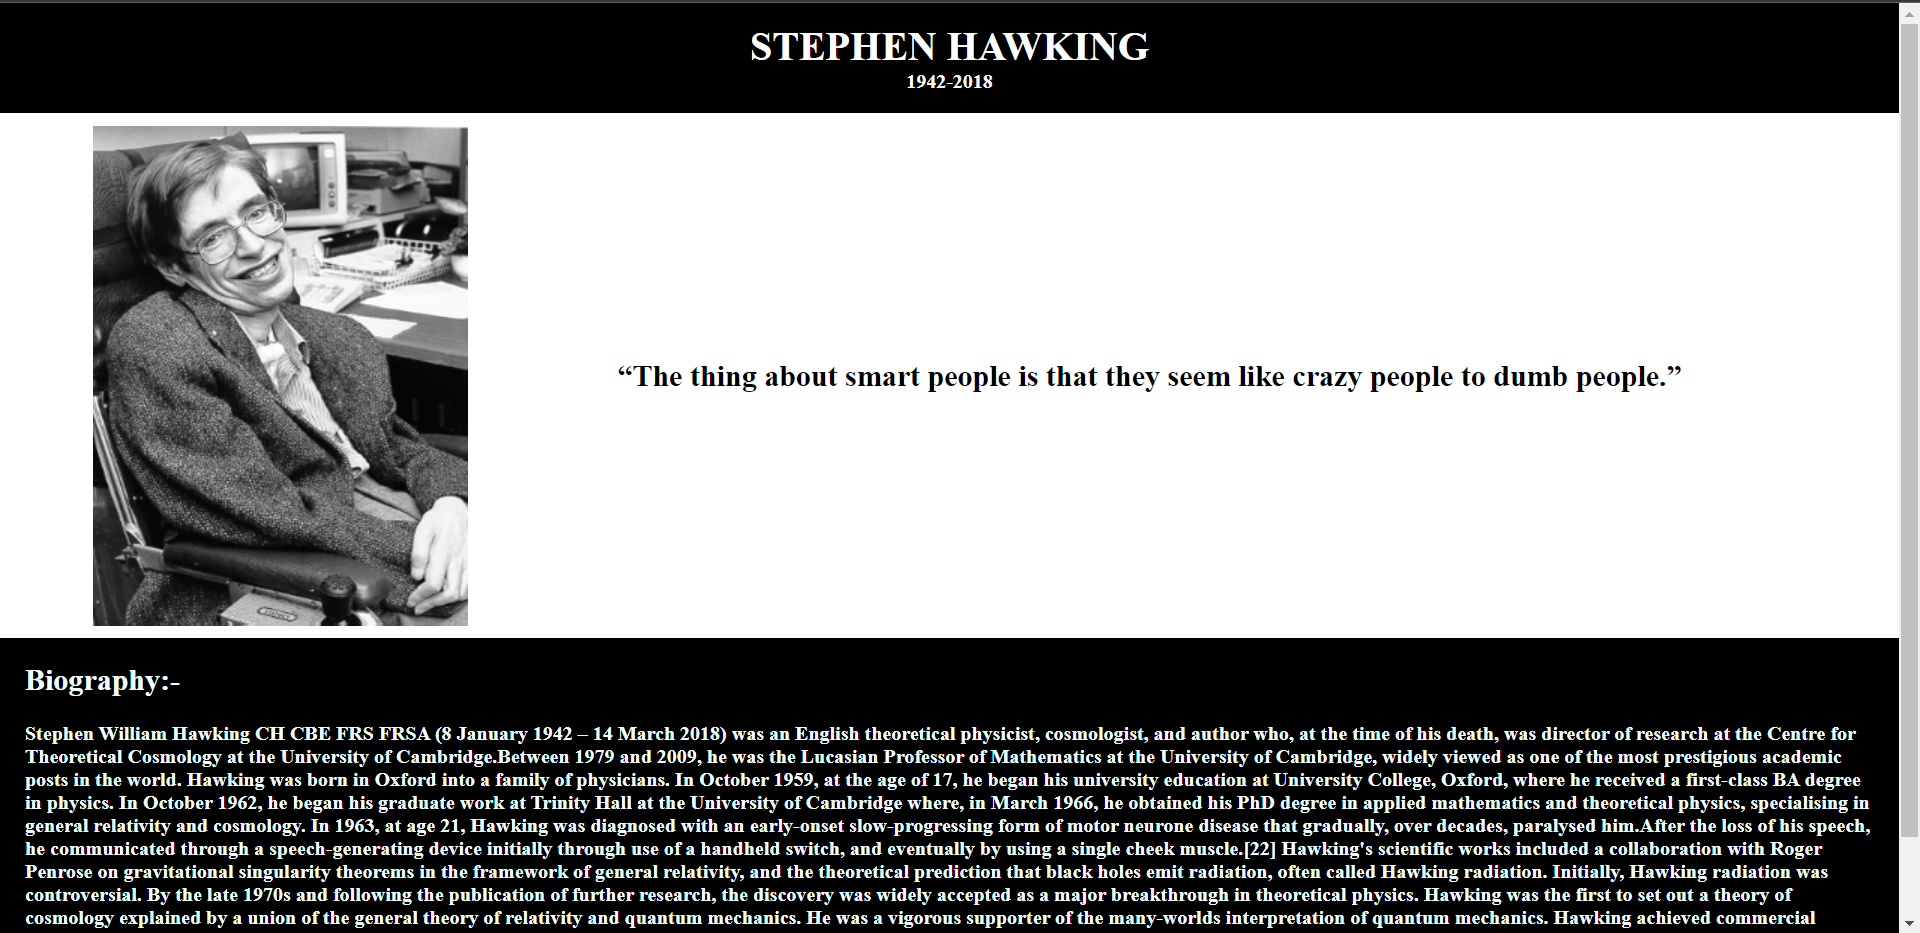 STEPHEN HAWKING
1942-2018
“The thing about smart people is that they seem like crazy people to dumb people.”
Biography:-
Stephen William Hawking CH CBE FRS FRSA (8 January 1942 – 14 March 2018) was an English theoretical physicist, cosmologist, and author who, at the time of his death, was director of research at the Centre for
Theoretical Cosmology at the University of Cambridge.Between 1979 and 2009, he was the Lucasian Professor of Mathematics at the University of Cambridge, widely viewed as one of the most prestigious academic
posts in the world. Hawking was born in Oxford into a family of physicians. In October 1959, at the age of 17, he began his university education at University College, Oxford, where he received a first-class BA degree
in physics. In October 1962, he began his graduate work at Trinity Hall at the University of Cambridge where, in March 1966, he obtained his PhD degree in applied mathematics and theoretical physics, specialising in
general relativity and cosmology. In 1963, at age 21, Hawking was diagnosed with an early-onset slow-progressing form of motor neurone disease that gradually, over decades, paralysed him.After the loss of his speech,
he communicated through a speech-generating device initially through use of a handheld switch, and eventually by using a single cheek muscle.[22] Hawking's scientific works included a collaboration with Roger
Penrose on gravitational singularity theorems in the framework of general relativity, and the theoretical prediction that black holes emit radiation, often called Hawking radiation. Initially, Hawking radiation was
controversial. By the late 1970s and following the publication of further research, the discovery was widely accepted as a major breakthrough in theoretical physics. Hawking was the first to set out a theory of
cosmology explained by a union of the general theory of relativity and quantum mechanics. He was a vigorous supporter of the many-worlds interpretation of quantum mechanics. Hawking achieved commercial